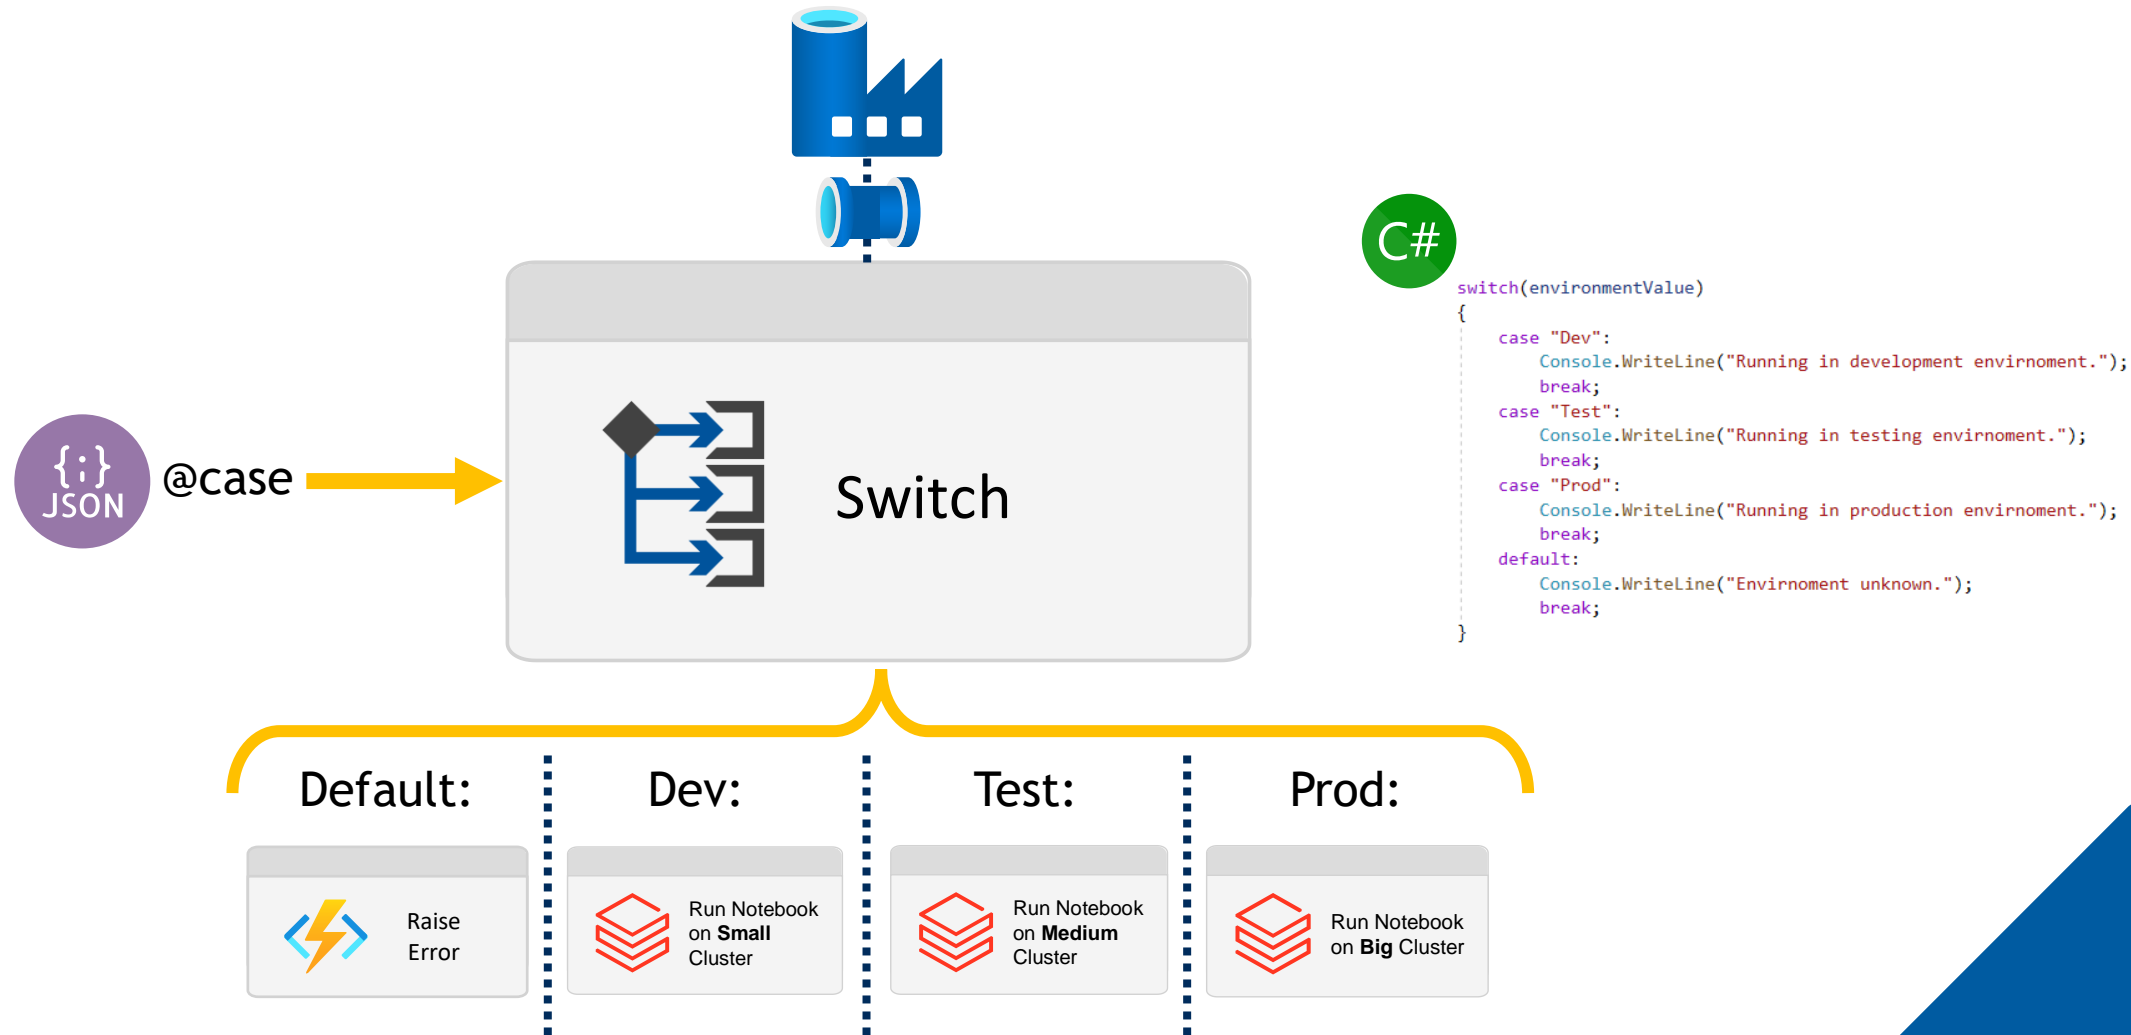 C#
switch(environmentValue)
{
case "Dev":
Console.WriteLine("Running in development envirnoment.");
break;
case "Test":
Console.WriteLine("Running in testing envirnoment.");
break;
case "Prod":
Console.WriteLine("Running in production envirnoment.");
break;
default:
Console.WriteLine("Envirnoment unknown.");
break;
}
{;}
JSON
@case
Switch
Default:
Dev:
Test:
Prod:
Raise
Error
Run Notebook
on Small
Cluster
Run Notebook
on Medium
Cluster
Run Notebook
on Big Cluster